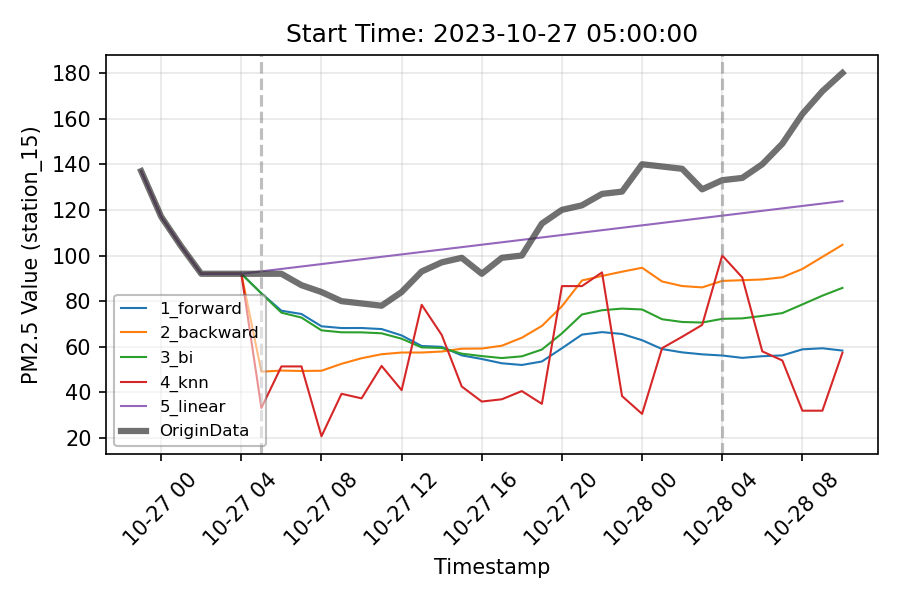 Start Time: 2023-10-27 05:00:00
PM2.5 Value (station_15)
180
160
140
120
100
80
60
40
20
1_forward
2_backward
3_bi
4_knn
5_linear
OriginData
10-27 00
10-27 04
10-27 08
10-27 12
10-27 16
10-27 20
10-28 00
10-28 04
10-28 08
Timestamp